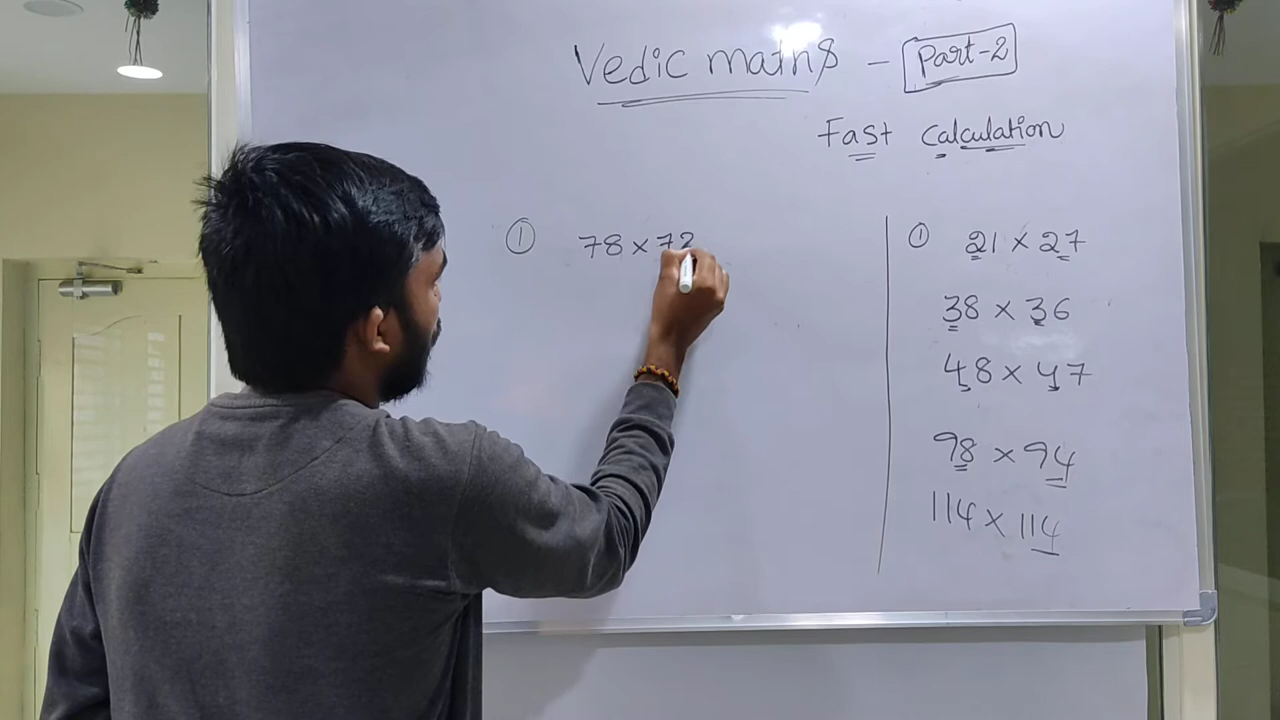 Vedic maths - Part-2
Fast calculation
① 78 × 72
① 21 × 27
38 × 36
48 × 47
98 × 94
114 × 114